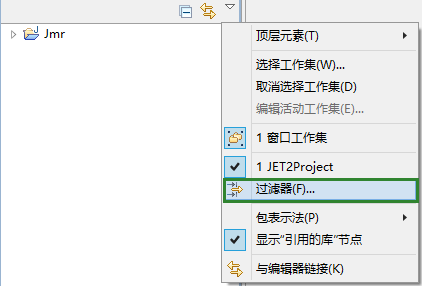 Jmr
顶层元素(T)
选择工作集(W)...
取消选择工作集(D)
编辑活动工作集(E)...
1 窗口工作集
1 JET2Project
过滤器(F)...
包表示法(P)
显示“引用的库”节点
与编辑器链接(K)